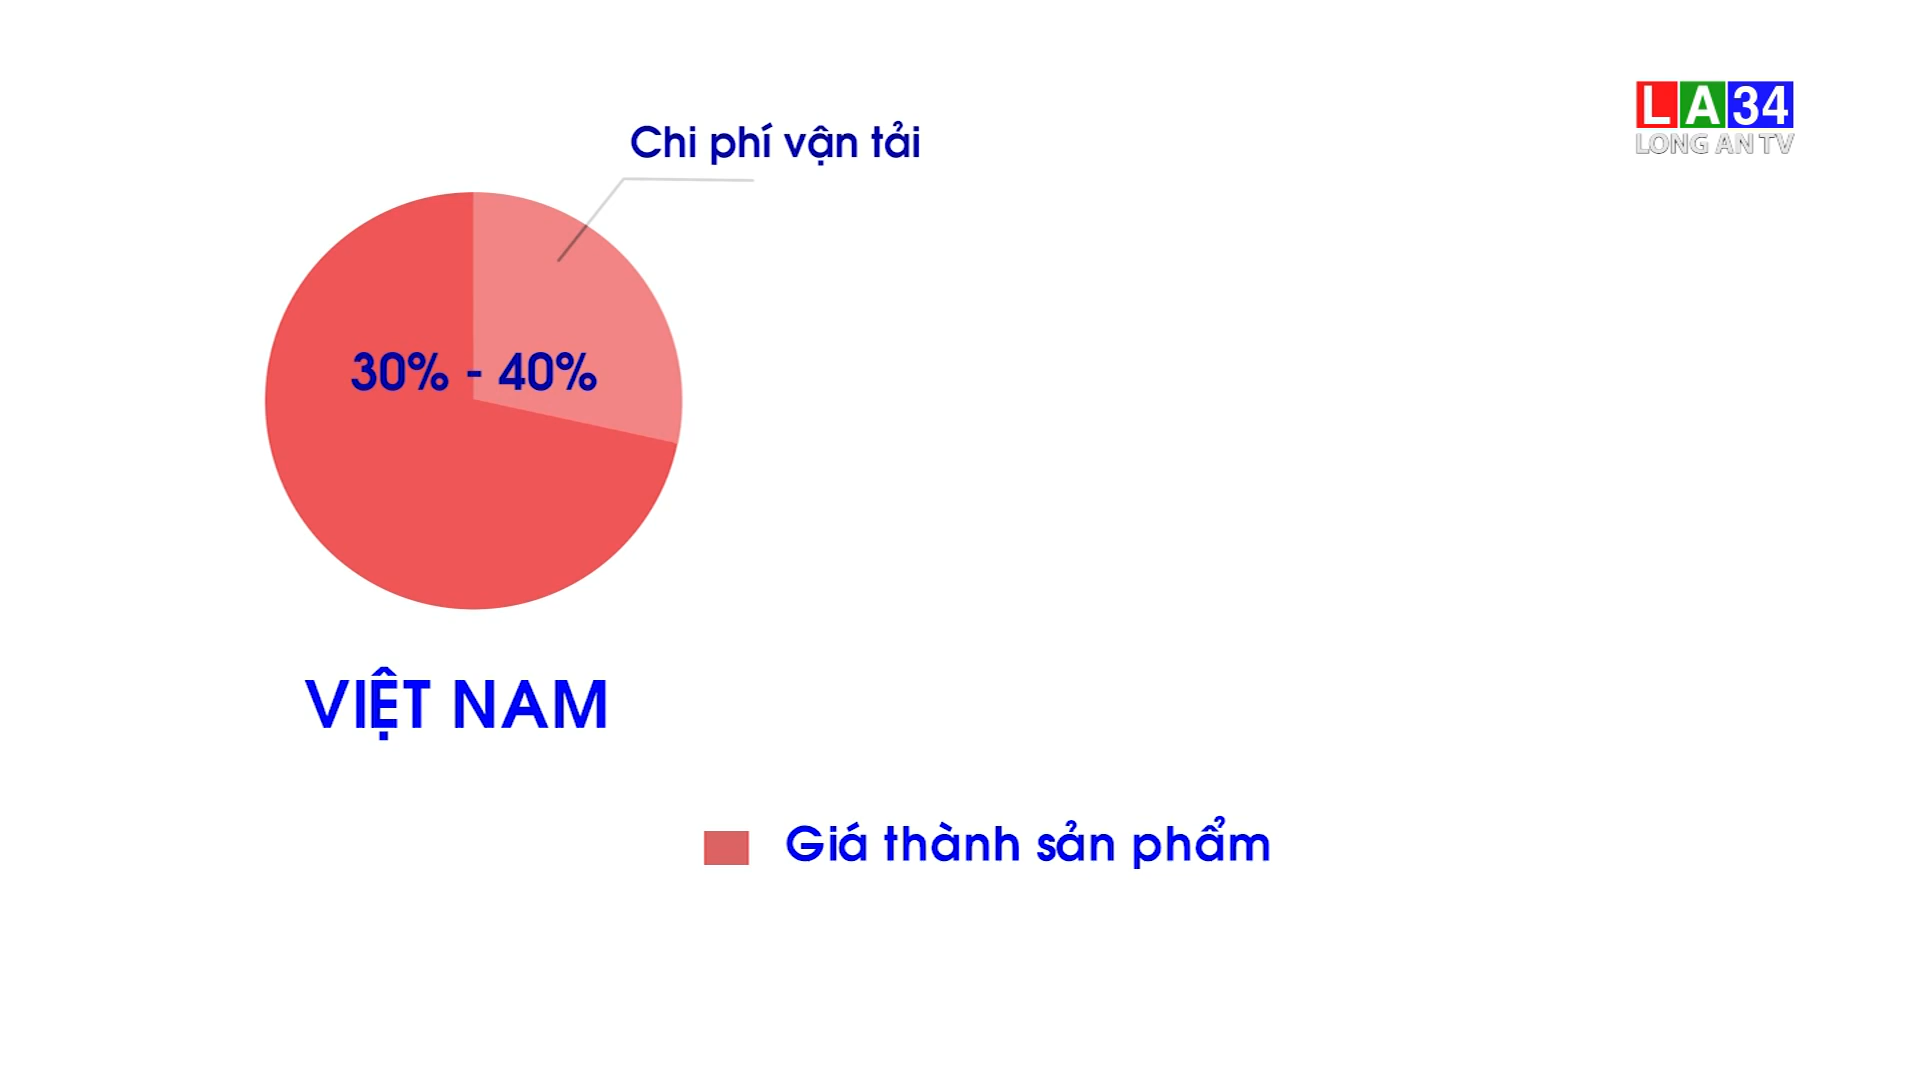 Chi phí vận tải
LA34
LONG AN TV
30% - 40%
VIỆT NAM
Giá thành sản phẩm